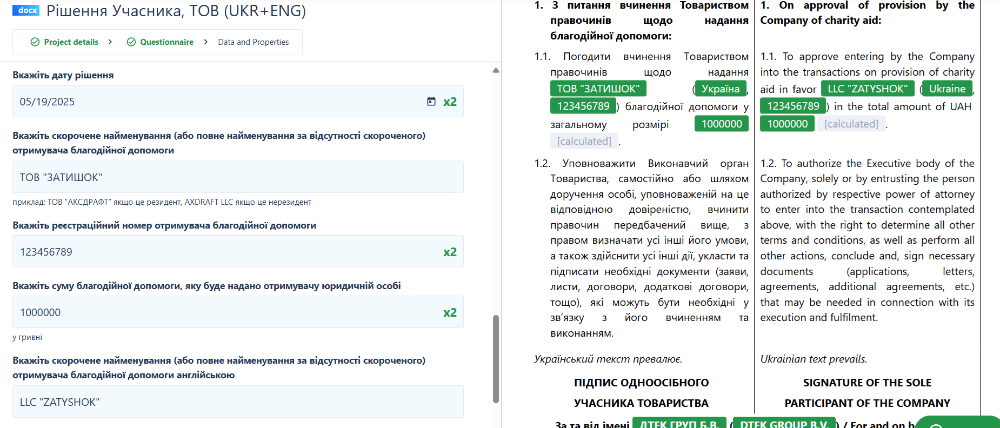 docx Рішення Учасника, ТОВ (UKR+ENG)
Project details > Questionnaire > Data and Properties
Вкажіть дату рішення
05/19/2025 x2
Вкажіть скорочене найменування (або повне найменування за відсутності скороченого)
отримувача благодійної допомоги
ТОВ "ЗАТИШОК"
приклад: ТОВ “АКСДРАФТ” якщо це резидент, AXDRAFT LLC якщо це нерезидент
Вкажіть реєстраційний номер отримувача благодійної допомоги
123456789 x2
Вкажіть суму благодійної допомоги, яку буде надано отримувачу юридичній особі
1000000 x2
у гривні
Вкажіть скорочене найменування (або повне найменування за відсутності скороченого)
отримувача благодійної допомоги англійською
LLC "ZATYSHOK"
1. З питання вчинення Товариством
правочинів щодо надання
благодійної допомоги:
1.1. Погодити вчинення Товариством
правочинів щодо надання
ТОВ "ЗАТИШОК" (Україна,
123456789) благодійної допомоги у
загальному розмірі 1000000
[calculated].
1.2. Уповноважити Виконавчий орган
Товариства, самостійно або шляхом
доручення особі, уповноваженій на це
відповідною довіреністю, вчинити
правочин передбачений вище, з
правом визначати усі інші його умови,
а також здійснити усі інші дії, укласти та
підписати необхідні документи (заяви,
листи, договори, додаткові договори,
тощо), які можуть бути необхідні у
зв’язку з його вчиненням та
виконанням.
Український текст превалює.
ПІДПИС ОДНООСІБНОГО
УЧАСНИКА ТОВАРИСТВА
1. On approval of provision by the
Company of charity aid:
1.1. To approve entering by the Company
into the transactions on provision of charity
aid in favor LLC "ZATYSHOK" (Ukraine,
123456789) in the total amount of UAH
1000000 [calculated].
1.2. To authorize the Executive body of the
Company, solely or by entrusting the person
authorized by respective power of attorney
to enter into the transaction contemplated
above, with the right to determine all other
terms and conditions, as well as perform all
other actions, conclude and, sign necessary
documents (applications, letters,
agreements, additional agreements, etc.)
that may be needed in connection with its
execution and fulfilment.
Ukrainian text prevails.
SIGNATURE OF THE SOLE
PARTICIPANT OF THE COMPANY
За та від імені ДТЕК ГРУП Б.В. (DTEK GROUP B.V.) / For and on